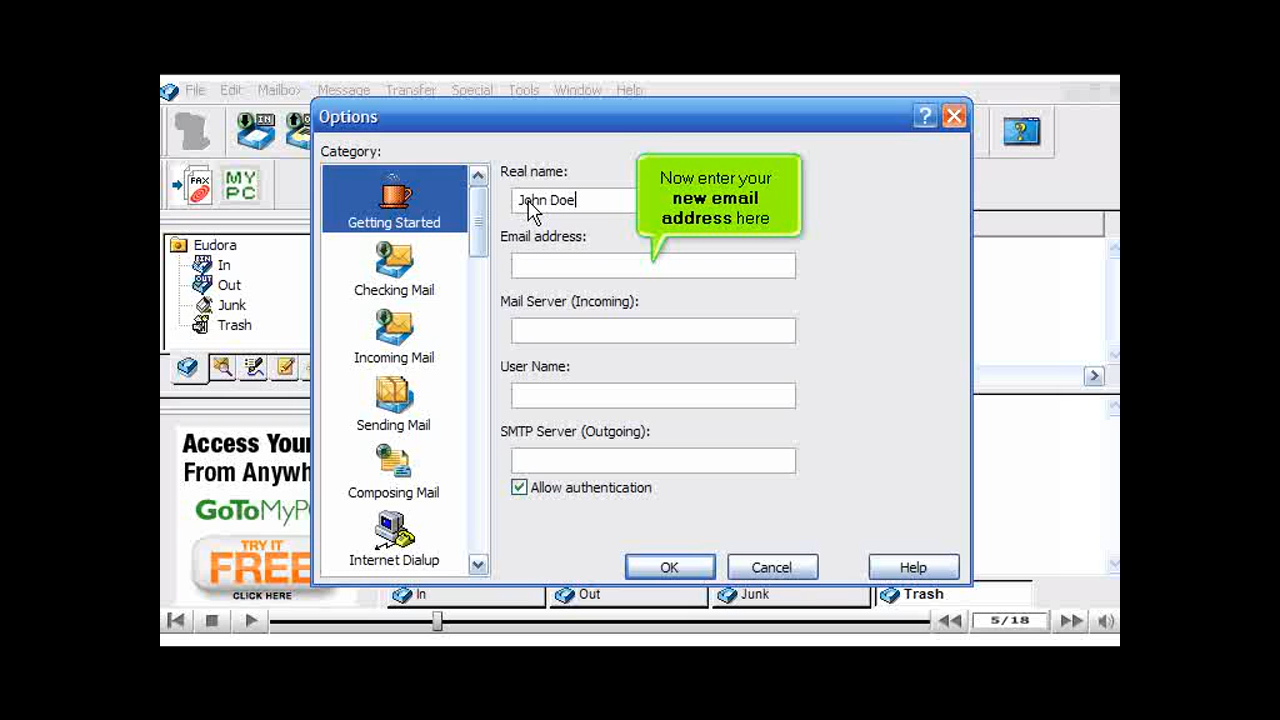 File Edit Mailbox Message Transfer Special Tools Window Help
Options
IN
FAX
MY
PC
Category:
Getting Started
Checking Mail
Incoming Mail
Sending Mail
Composing Mail
Internet Dialup
Real name:
John Doe
Now enter your
new email
address here
Email address:
Mail Server (Incoming):
User Name:
SMTP Server (Outgoing):
Allow authentication
OK Cancel Help
Eudora
In
Out
Junk
Trash
Access Your
From Anywh
GoToMyP
TRY IT
FREE
CLICK HERE
In Out Junk Trash
5/18